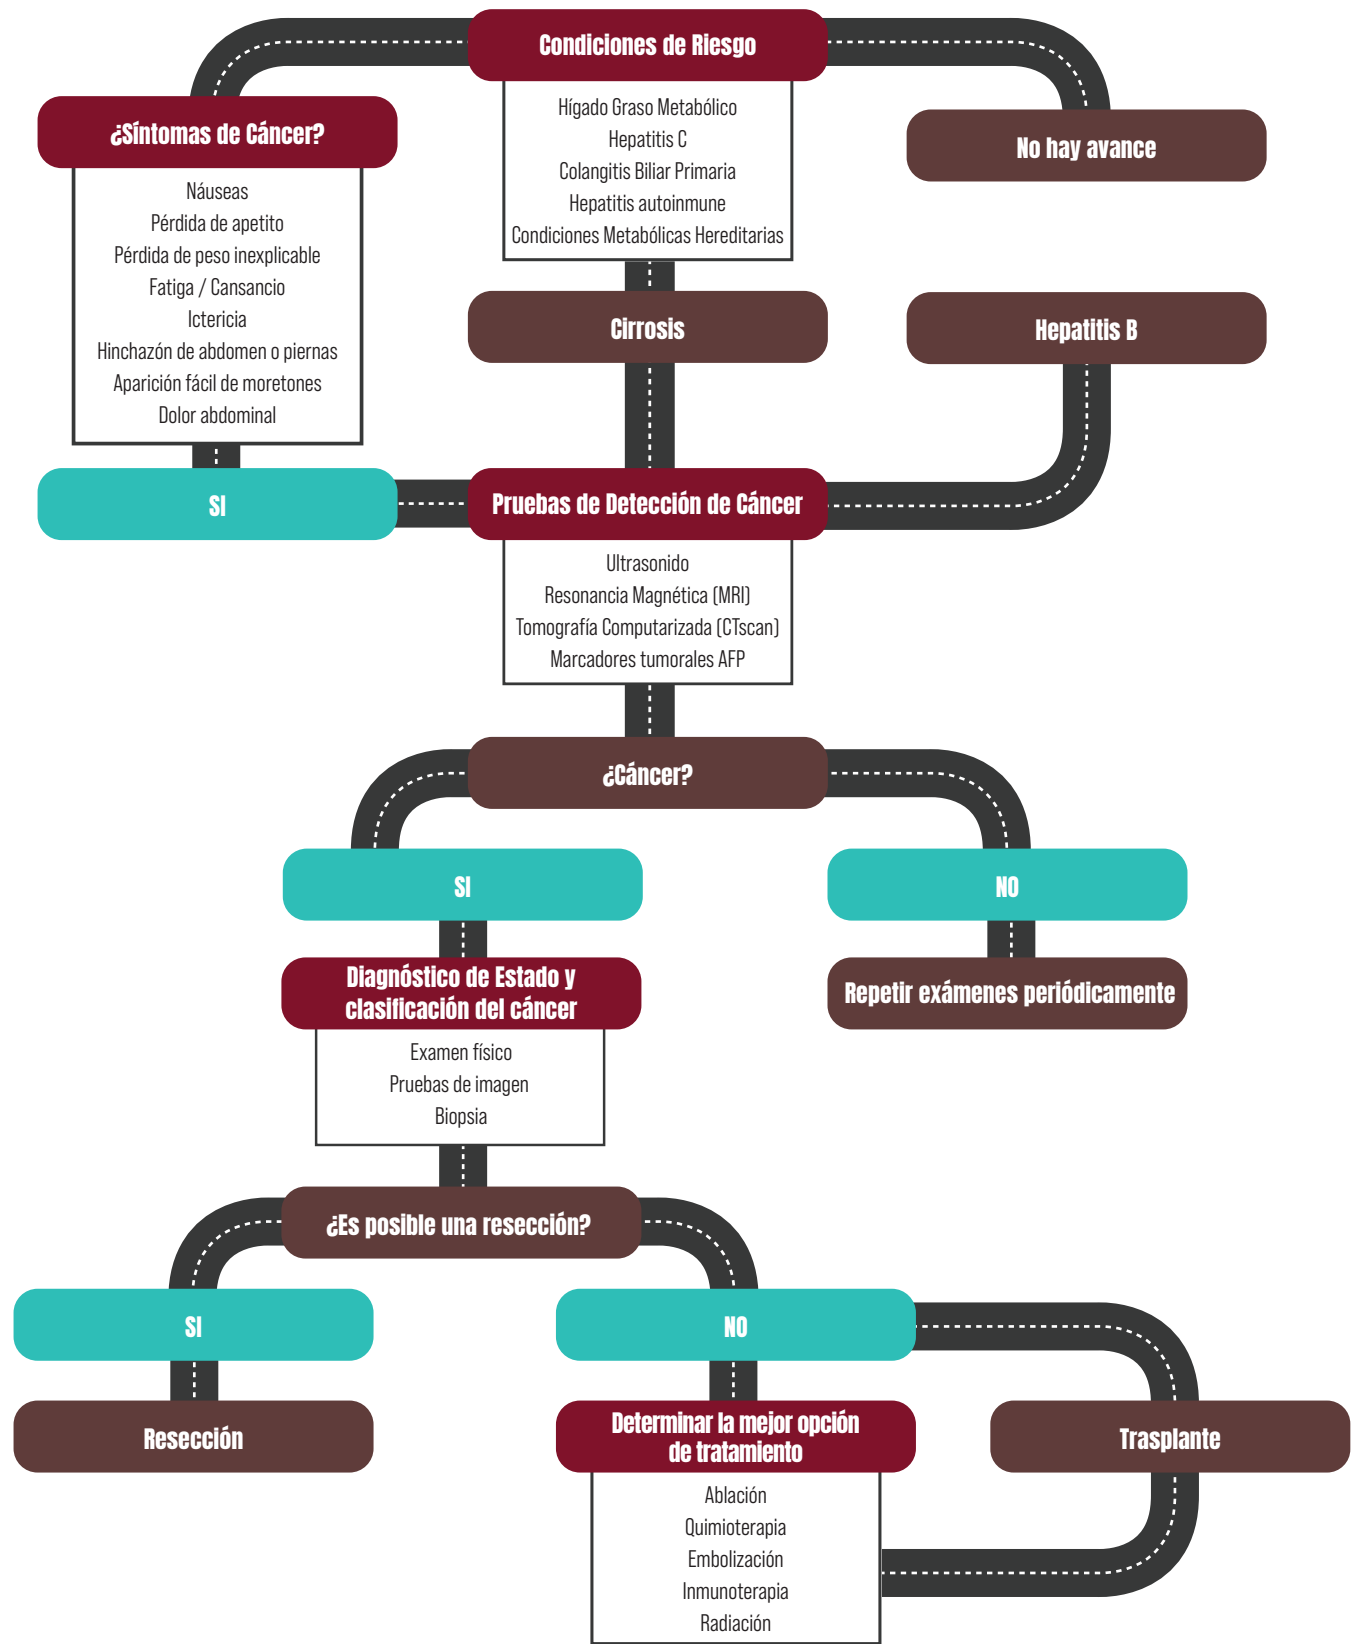 Condiciones de Riesgo
Hígado Graso Metabólico
Hepatitis C
Colangitis Biliar Primaria
Hepatitis autoinmune
Condiciones Metabólicas Hereditarias
¿Síntomas de Cáncer?
Náuseas
Pérdida de apetito
Pérdida de peso inexplicable
Fatiga / Cansancio
Ictericia
Hinchazón de abdomen o piernas
Aparición fácil de moretones
Dolor abdominal
No hay avance
Cirrosis
Hepatitis B
SI
Pruebas de Detección de Cáncer
Ultrasonido
Resonancia Magnética (MRI)
Tomografía Computarizada (CTscan)
Marcadores tumorales AFP
¿Cáncer?
SI
NO
Diagnóstico de Estado y
clasificación del cáncer
Examen físico
Pruebas de imagen
Biopsia
Repetir exámenes periódicamente
¿Es posible una resección?
SI
NO
Resección
Determinar la mejor opción
de tratamiento
Ablación
Quimioterapia
Embolización
Inmunoterapia
Radiación
Trasplante